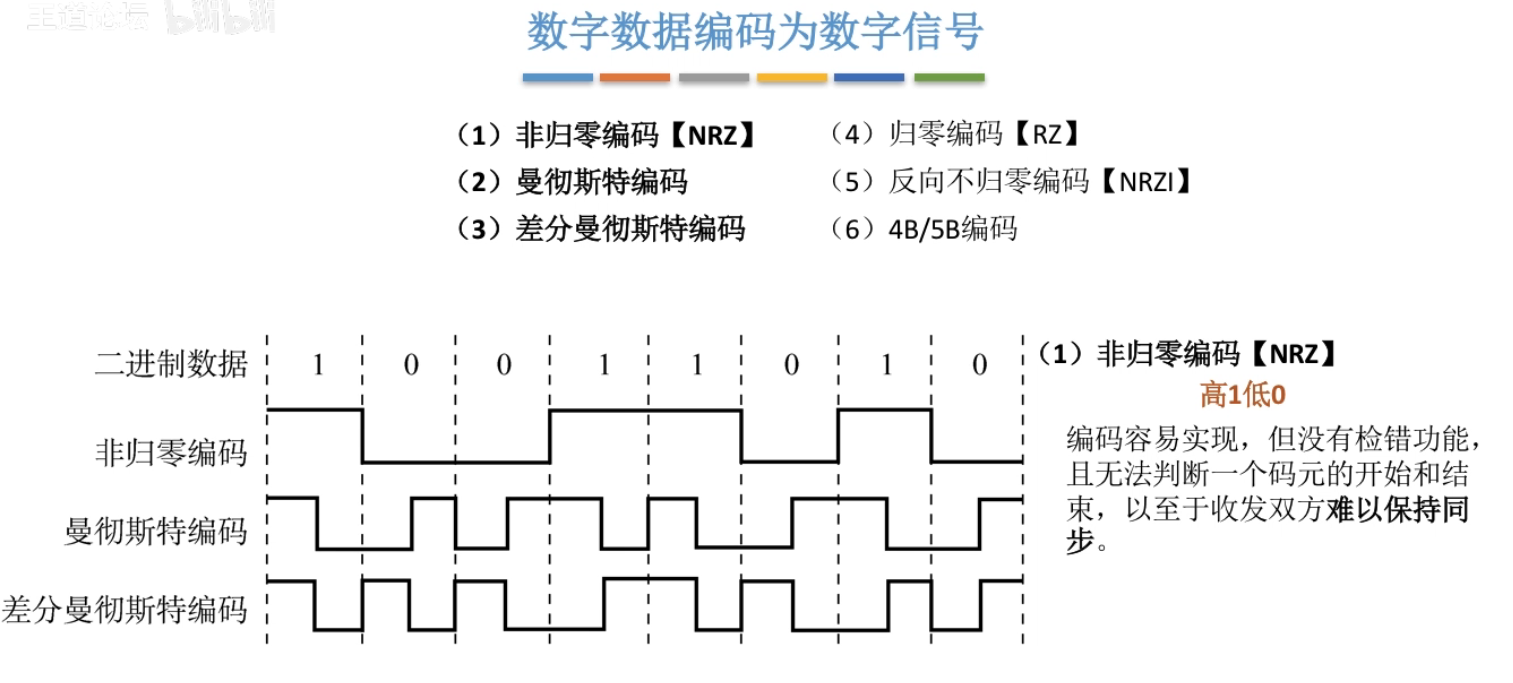 王道论坛 bilibili
数字数据编码为数字信号
（1）非归零编码【NRZ】 （4）归零编码【RZ】
（2）曼彻斯特编码 （5）反向不归零编码【NRZI】
（3）差分曼彻斯特编码 （6）4B/5B编码
二进制数据 1 0 0 1 1 0 1 0
非归零编码
曼彻斯特编码
差分曼彻斯特编码
（1）非归零编码【NRZ】
高1低0
编码容易实现，但没有检错功能，
且无法判断一个码元的开始和结
束，以至于收发双方难以保持同
步。